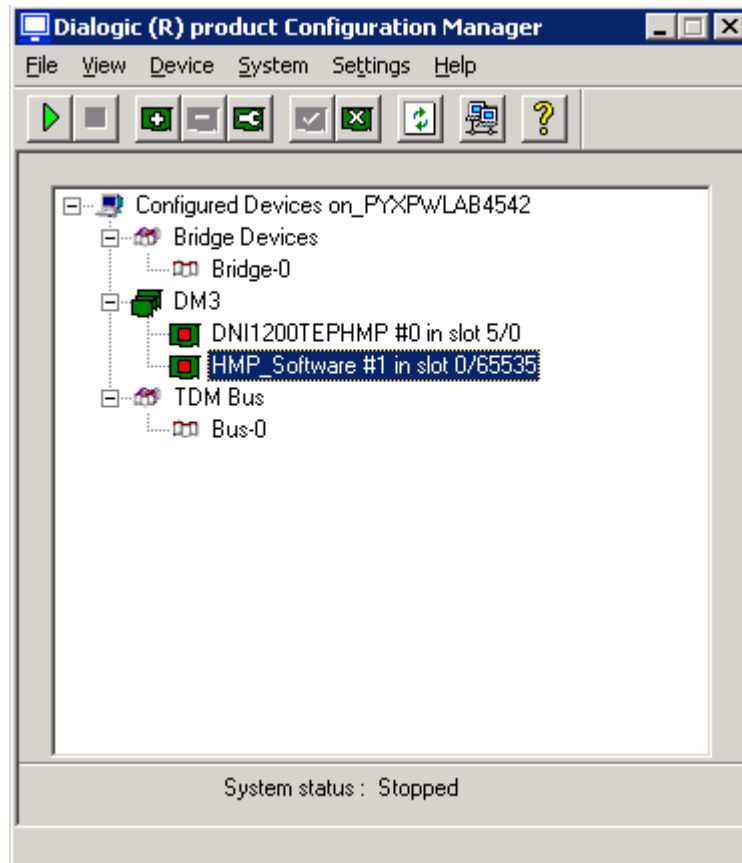 Dialogic (R) product Configuration Manager
File View Device System Settings Help
Configured Devices on_PYXPWLAB4542
Bridge Devices
Bridge-0
DM3
DNI1200TEPHMP #0 in slot 5/0
HMP_Software #1 in slot 0/65535
TDM Bus
Bus-0
System status : Stopped